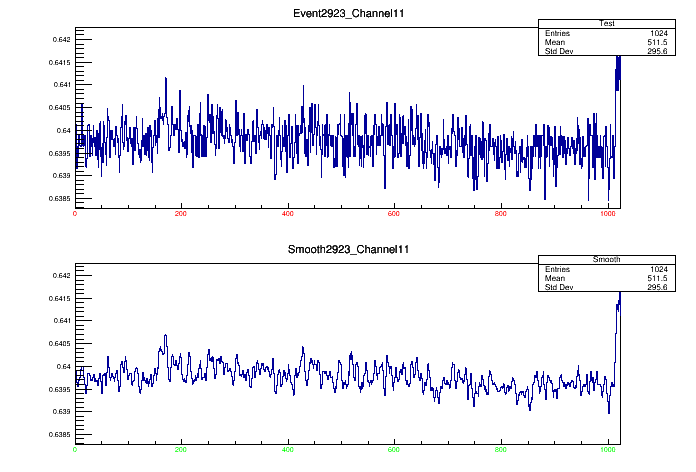 Event2923_Channel11
Test
Entries 1024
Mean 511.5
Std Dev 295.6
0.642
0.6415
0.641
0.6405
0.64
0.6395
0.639
0.6385
0 200 400 600 800 1000
Smooth2923_Channel11
Smooth
Entries 1024
Mean 511.5
Std Dev 295.6
0.642
0.6415
0.641
0.6405
0.64
0.6395
0.639
0.6385
0 200 400 600 800 1000